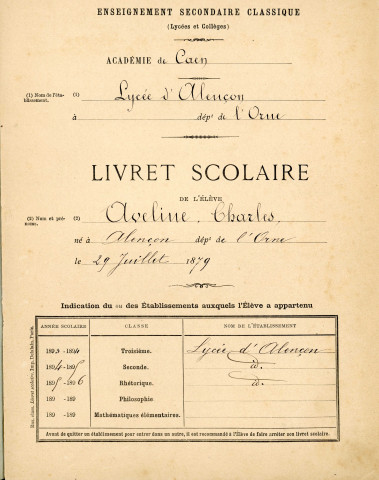 ENSEIGNEMENT SECONDAIRE CLASSIQUE
(Lycées et Collèges)
ACADÉMIE de Caen
(1) Nom de l'éta-
blissement.
(1) Lycée d'Alençon
à dépt de l'Orne
LIVRET SCOLAIRE
DE L'ÉLÈVE
(2) Nom et pré-
noms.
(2) Aveline, Charles,
né à Alençon dépt de l'Orne
le 29 Juillet 1879
Indication du ou des Établissements auxquels l'Élève a appartenu
ANNÉE SCOLAIRE CLASSE NOM DE L'ÉTABLISSEMENT
1893-1894 Troisième. Lycée d'Alençon
1894-1895 Seconde. id.
1895-1896 Rhétorique. id.
189 -189 Philosophie
189 -189 Mathématiques élémentaires.
Avant de quitter un établissement pour entrer dans un autre, il est recommandé à l'Élève de faire arrêter son livret scolaire.